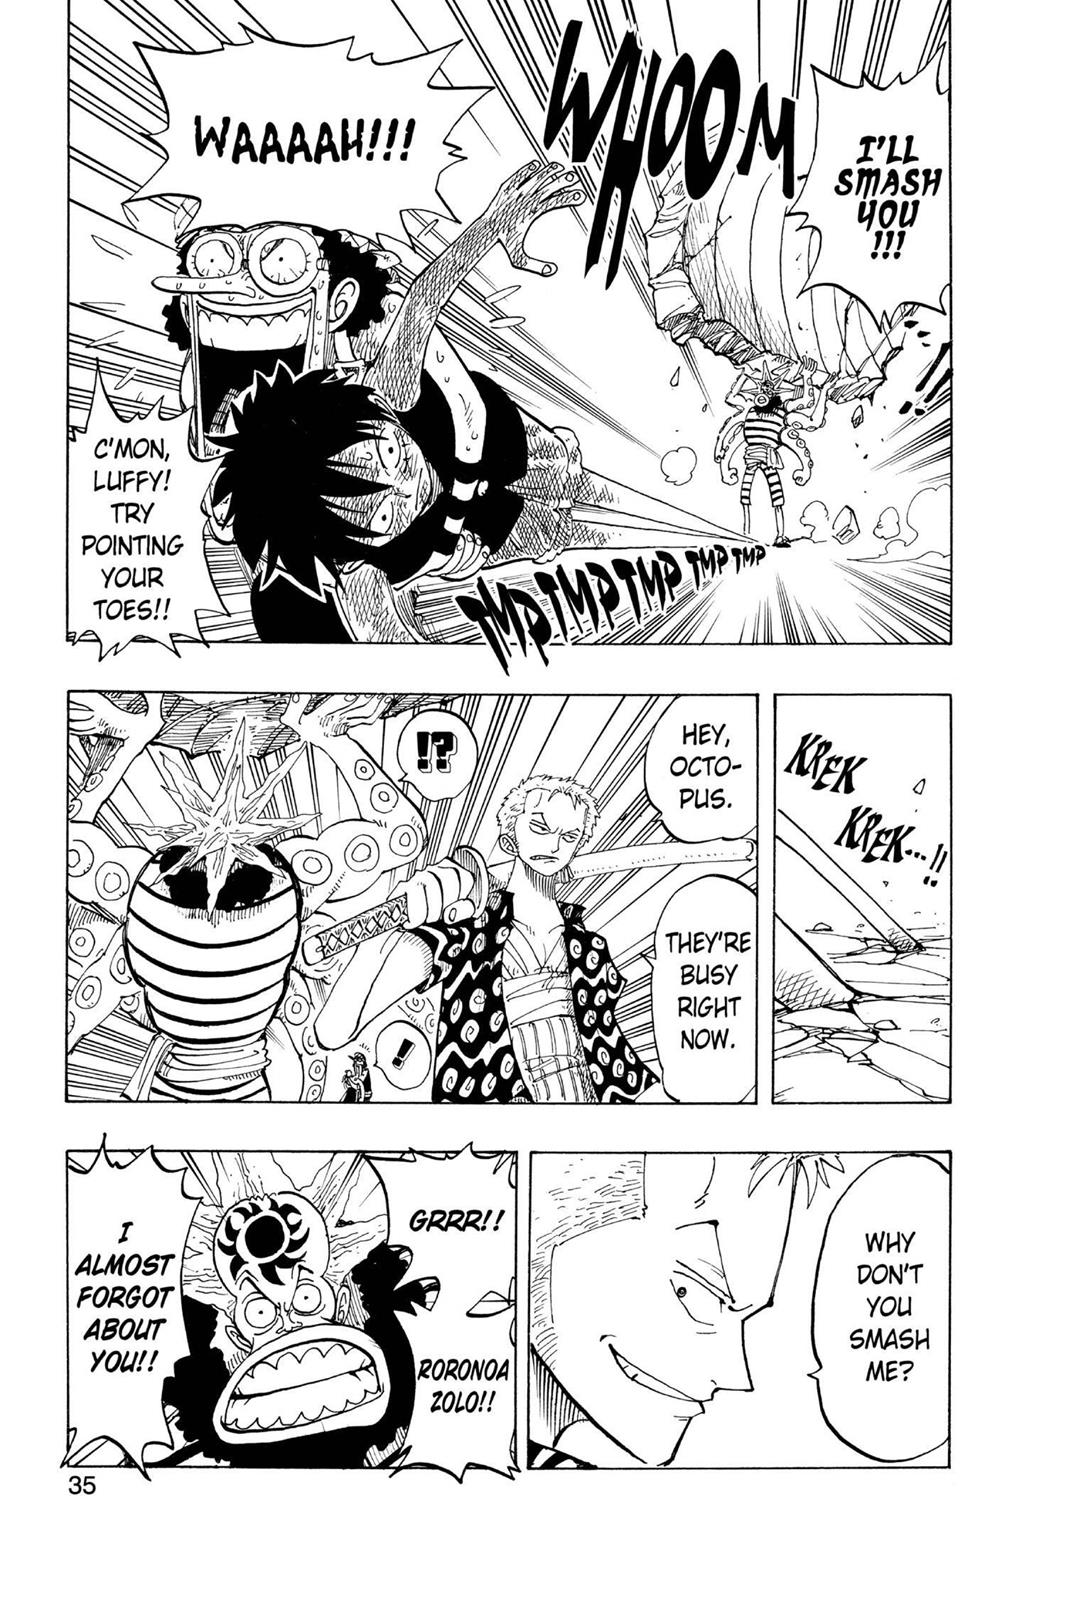 I'LL
SMASH
YOU
!!!
WHOOM
WAAAAH!!!
!!
C'MON,
LUFFY!
TRY
POINTING
YOUR
TOES!!
TMP TMP TMP TMP TMP
KREK
KREK...!!
HEY,
OCTO-
PUS.
THEY'RE
BUSY
RIGHT
NOW.
!?
!
WHY
DON'T
YOU
SMASH
ME?
GRRR!!
RORONOA
ZOLO!!
I
ALMOST
FORGOT
ABOUT
YOU!!
35